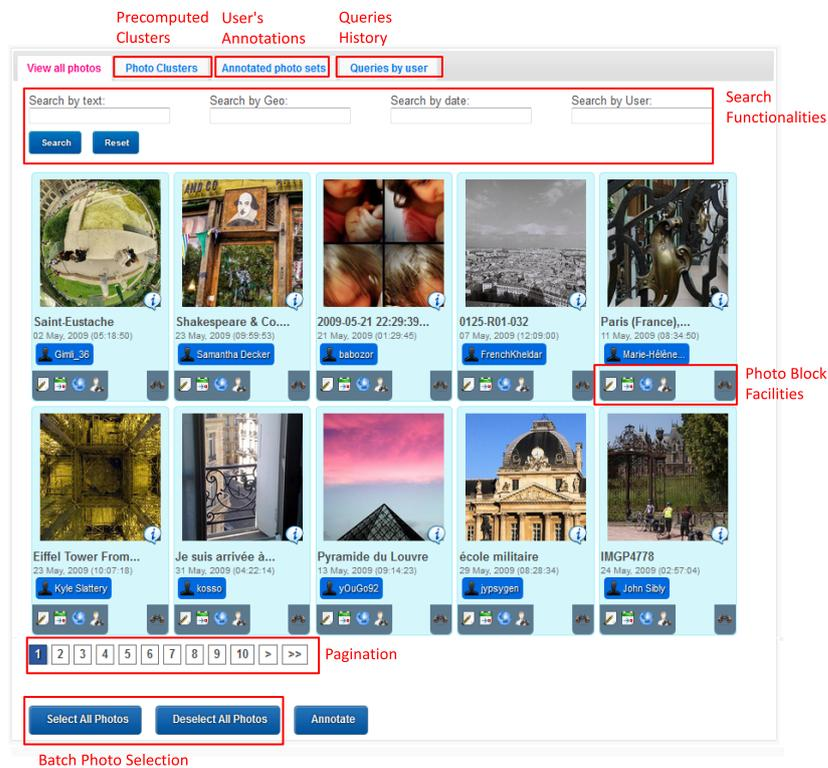 Precomputed Clusters
User's Annotations
Queries History
View all photos
Photo Clusters
Annotated photo sets
Queries by user
Search by text:
Search by Geo:
Search by date:
Search by User:
Search
Reset
Search Functionalities
AND CO
Saint-Eustache
02 May, 2009 (05:18:50)
Gimli_36
Shakespeare & Co....
23 May, 2009 (09:59:53)
Samantha Decker
2009-05-21 22:29:39...
21 May, 2009 (01:29:45)
babozor
0125-R01-032
07 May, 2009 (12:09:00)
FrenchKheldar
Paris (France),...
11 May, 2009 (08:34:50)
Marie-Hélène...
Photo Block Facilities
Eiffel Tower From...
23 May, 2009 (10:07:18)
Kyle Slattery
Je suis arrivée à...
31 May, 2009 (04:22:14)
kosso
Pyramide du Louvre
13 May, 2009 (09:14:23)
yOuGo92
école militaire
29 May, 2009 (08:28:34)
jypsygen
IMGP4778
24 May, 2009 (02:57:04)
John Sibly
1 2 3 4 5 6 7 8 9 10 > >>
Pagination
Select All Photos
Deselect All Photos
Annotate
Batch Photo Selection